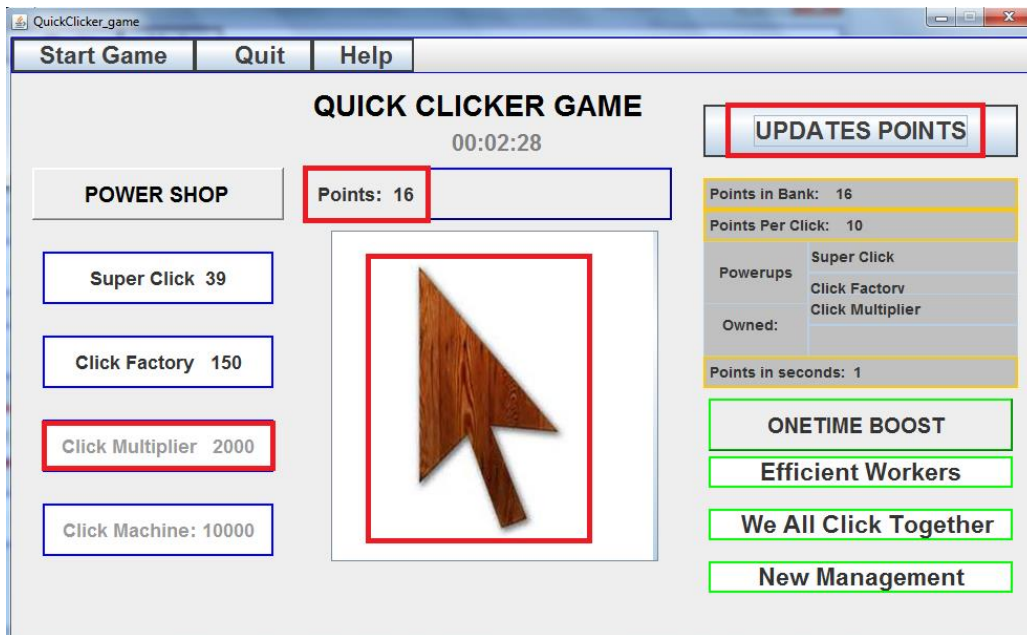 QuickClicker_game
Start Game Quit Help
QUICK CLICKER GAME
00:02:28
UPDATES POINTS
POWER SHOP
Points: 16
Super Click 39
Click Factory 150
Click Multiplier 2000
Click Machine: 10000
Points in Bank: 16
Points Per Click: 10
Powerups
Owned:
Super Click
Click Factory
Click Multiplier
Points in seconds: 1
ONETIME BOOST
Efficient Workers
We All Click Together
New Management